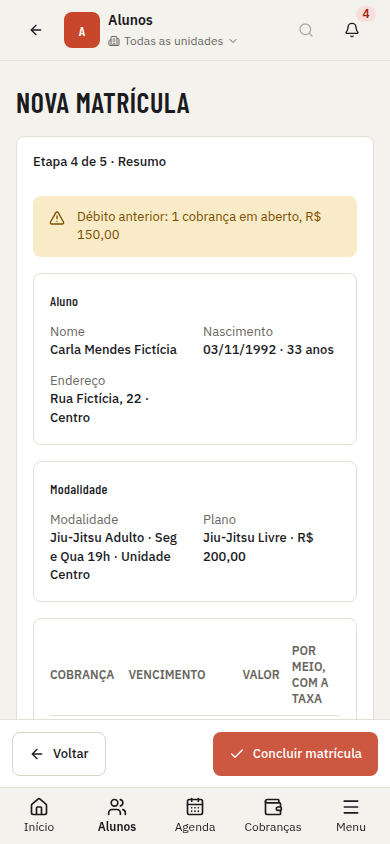 A
Alunos
Todas as unidades
4
NOVA MATRÍCULA
Etapa 4 de 5 · Resumo
Débito anterior: 1 cobrança em aberto, R$
150,00
Aluno
Nome
Carla Mendes Fictícia
Nascimento
03/11/1992 · 33 anos
Endereço
Rua Fictícia, 22 ·
Centro
Modalidade
Modalidade
Jiu-Jitsu Adulto · Seg
e Qua 19h · Unidade
Centro
Plano
Jiu-Jitsu Livre · R$
200,00
COBRANÇA
VENCIMENTO
VALOR
POR
MEIO,
COM A
TAXA
Voltar
Concluir matrícula
Início
Alunos
Agenda
Cobranças
Menu